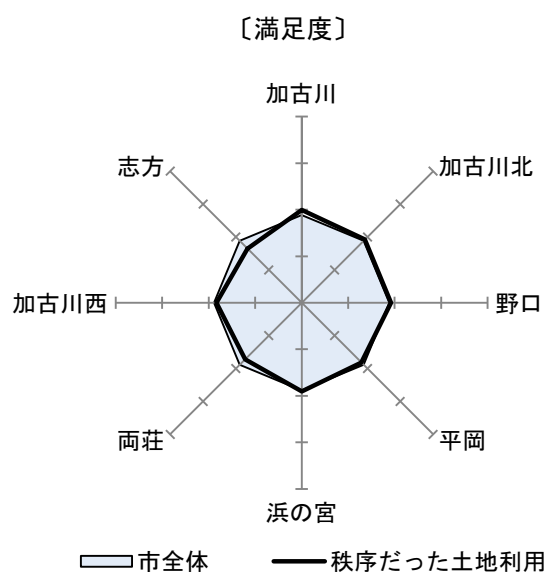 〔満足度〕
加古川
志方
加古川北
加古川西
野口
両荘
平岡
浜の宮
市全体
秩序だった土地利用